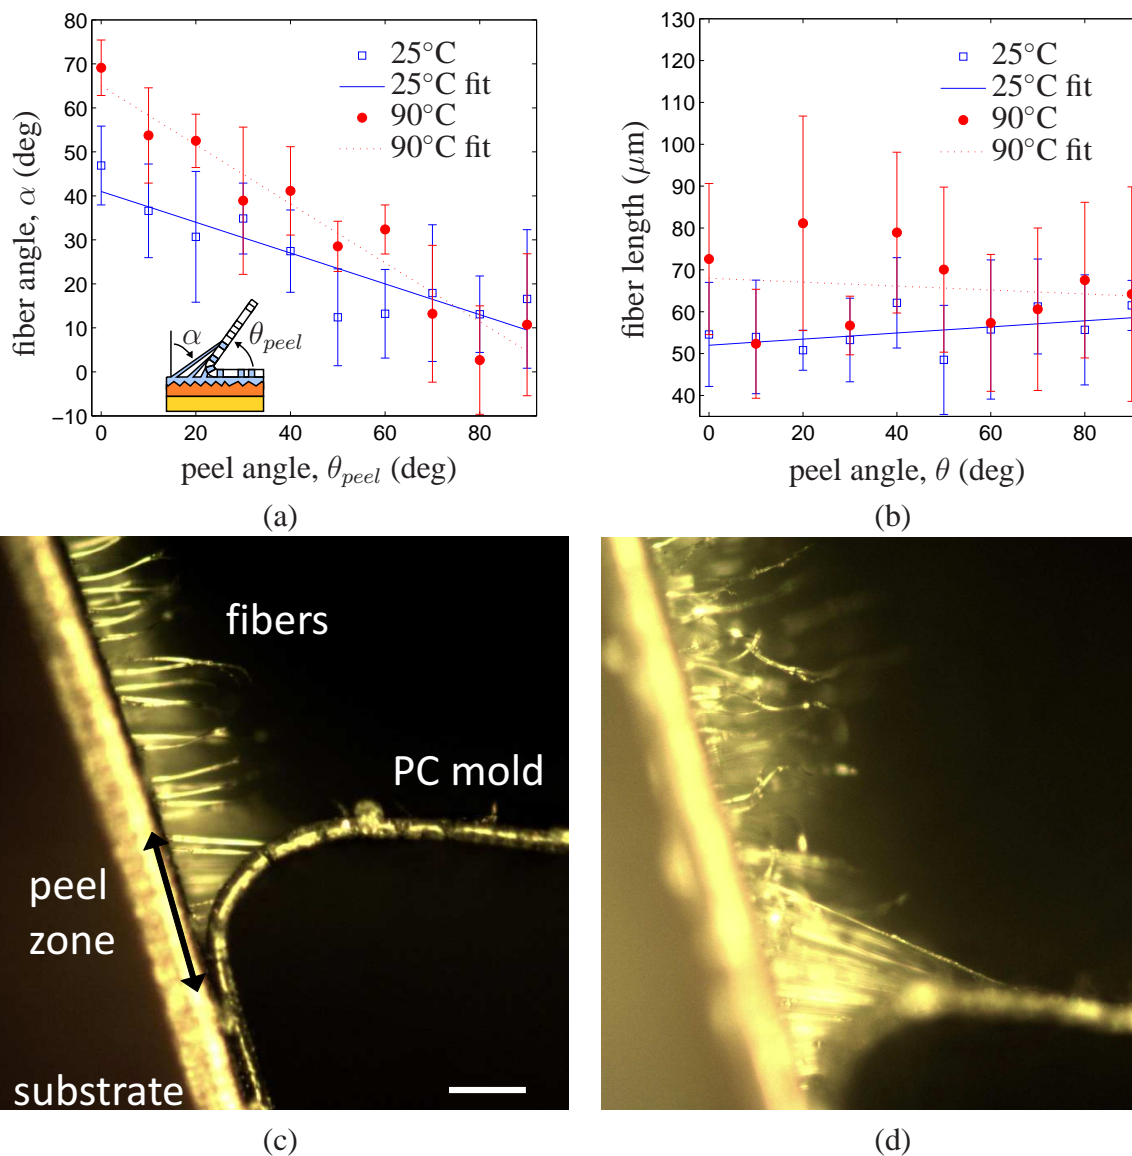 80
70
60
50
40
30
20
10
0
−10
fiber angle, α (deg)
25°C
25°C fit
90°C
90°C fit
α
θpeel
0 20 40 60 80
peel angle, θpeel (deg)
(a)
130
120
110
100
90
80
70
60
50
40
fiber length (μm)
25°C
25°C fit
90°C
90°C fit
0 20 40 60 80
peel angle, θ (deg)
(b)
fibers
PC mold
peel
zone
substrate
(c)
(d)